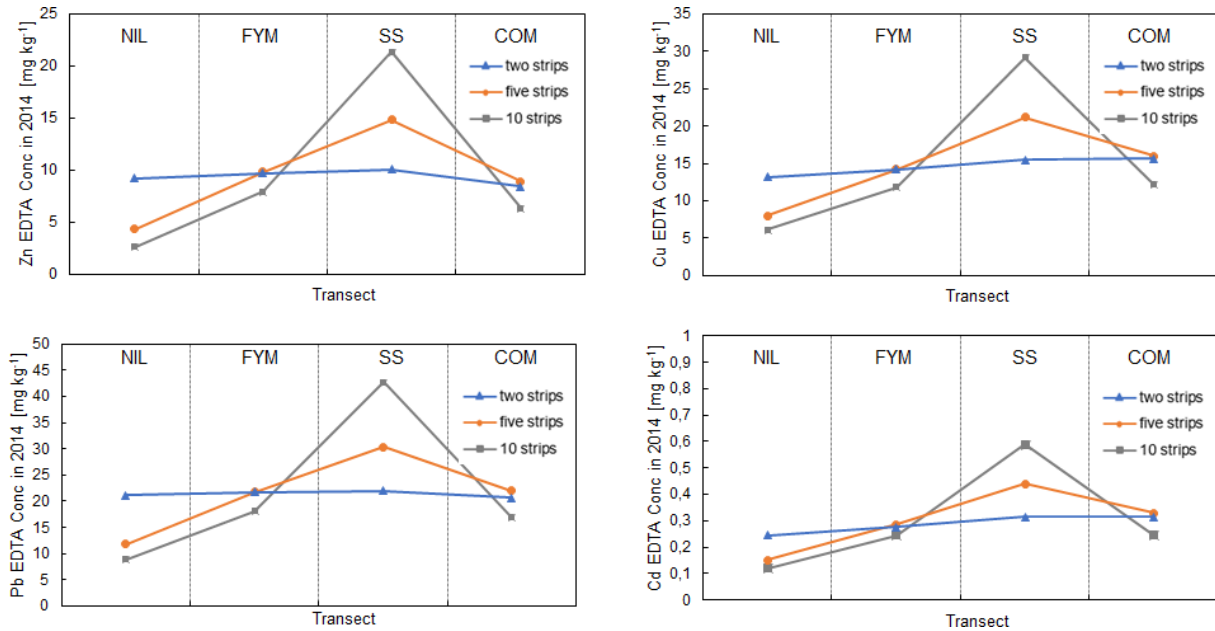 Zn EDTA Conc in 2014 [mg kg⁻¹]
25
20
15
10
5
0
NIL FYM SS COM
two strips
five strips
10 strips
Transect
Cu EDTA Conc in 2014 [mg kg⁻¹]
35
30
25
20
15
10
5
0
NIL FYM SS COM
two strips
five strips
10 strips
Transect
Pb EDTA Conc in 2014 [mg kg⁻¹]
50
45
40
35
30
25
20
15
10
5
0
NIL FYM SS COM
two strips
five strips
10 strips
Transect
Cd EDTA Conc in 2014 [mg kg⁻¹]
1
0,9
0,8
0,7
0,6
0,5
0,4
0,3
0,2
0,1
0
NIL FYM SS COM
two strips
five strips
10 strips
Transect